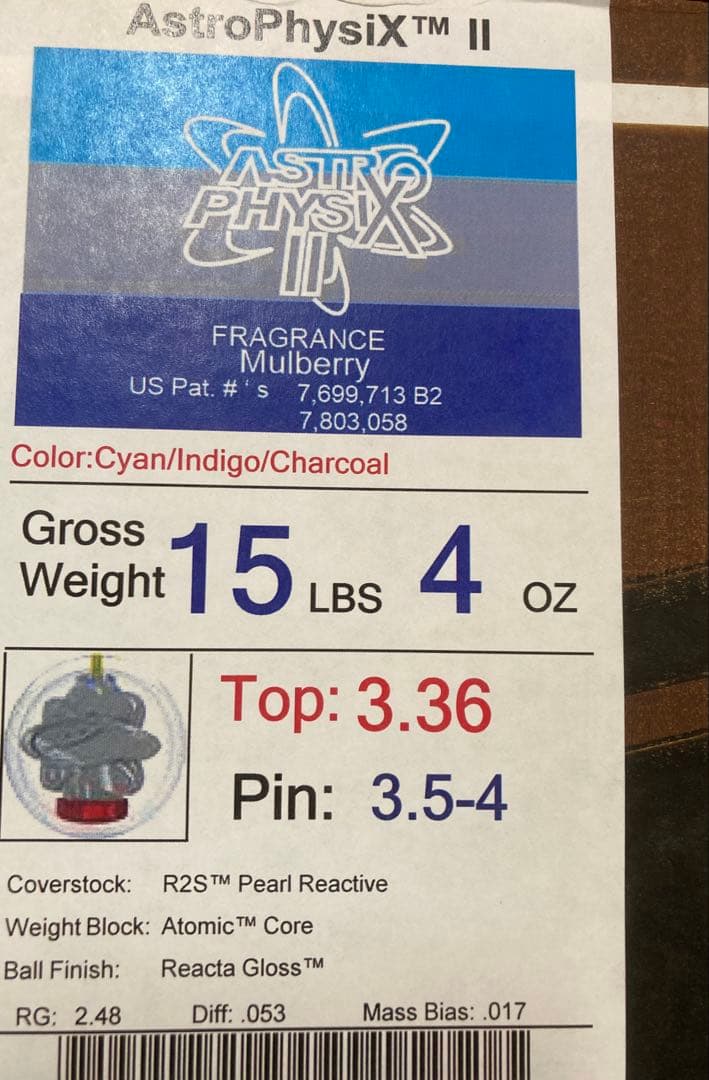 AstroPhysiX™ II
ASTRO
PHYSIX
II
FRAGRANCE
Mulberry
US Pat. # ' s 7,699,713 B2
7,803,058
Color:Cyan/Indigo/Charcoal
Gross
Weight 15 LBS 4 OZ
Top: 3.36
Pin: 3.5-4
Coverstock: R2S™ Pearl Reactive
Weight Block: Atomic™ Core
Ball Finish: Reacta Gloss™
RG: 2.48 Diff: .053 Mass Bias: .017